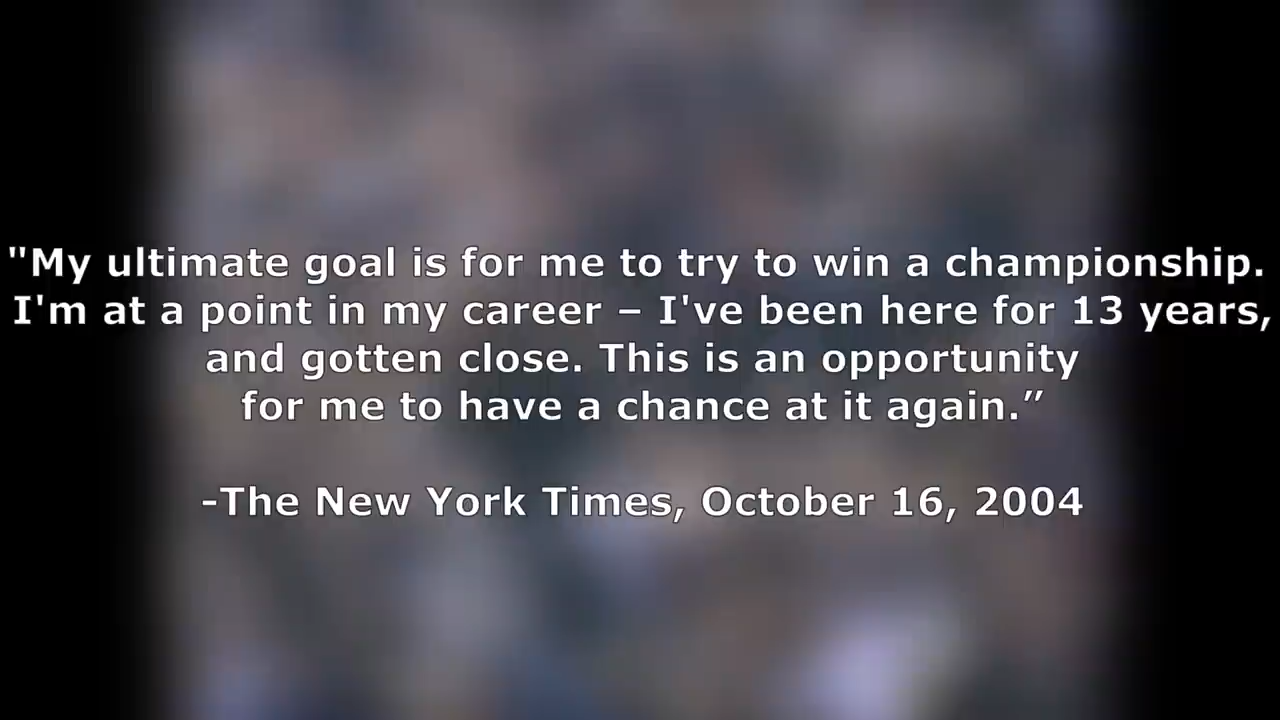 "My ultimate goal is for me to try to win a championship.
I'm at a point in my career – I've been here for 13 years,
and gotten close. This is an opportunity
for me to have a chance at it again.”
-The New York Times, October 16, 2004